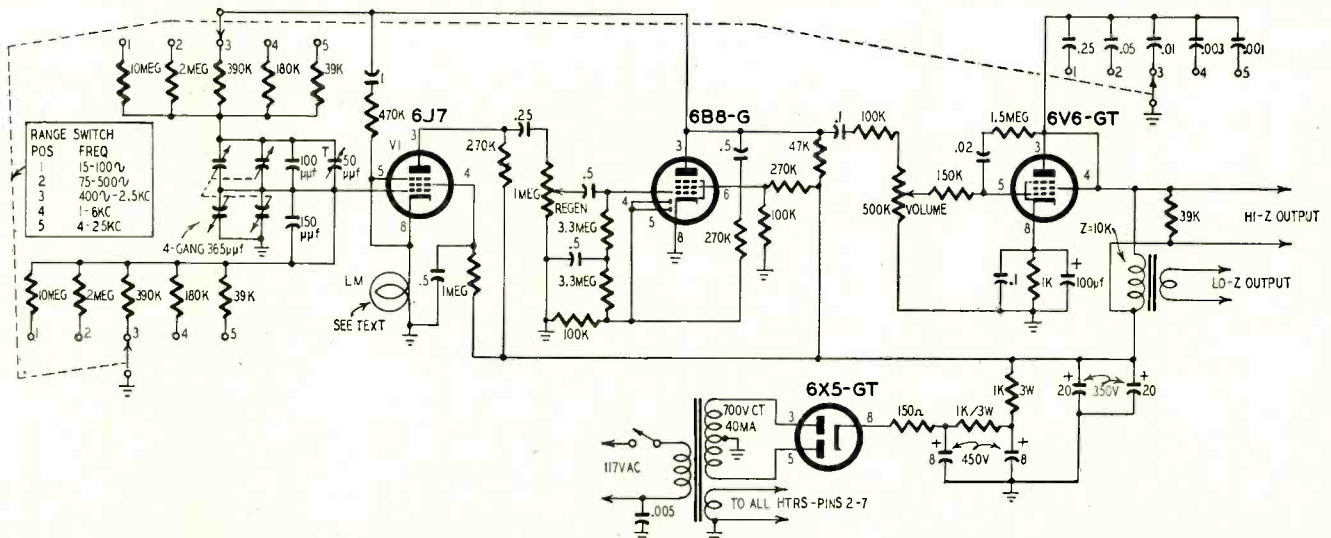 1
2
3
4
5
10MEG
2MEG
390K
180K
39K
RANGE SWITCH
POS FREQ
1 15-100∿
2 75-500∿
3 400∿-2.5KC
4 1-6KC
5 4-25KC
100
µµf
T
50
µµf
150
µµf
4-GANG 365µµf
10MEG
2MEG
390K
180K
39K
1
2
3
4
5
.1
470K
6J7
V1
3
5
4
8
LM
SEE TEXT
.5
1MEG
270K
.25
1MEG
REGEN
.5
3.3MEG
.5
3.3MEG
100K
6B8-G
3
4
5
6
8
.5
270K
270K
100K
47K
.1
100K
500K
VOLUME
150K
.02
1.5MEG
6V6-GT
3
5
4
8
.1
1K
+
100µf
.25
.05
.01
.003
.001
1
2
3
4
5
HI-Z OUTPUT
39K
Z=10K
LO-Z OUTPUT
117VAC
.005
700V CT
40MA
6X5-GT
3
5
8
TO ALL HTRS-PINS 2-7
150Ω
1K/3W
1K
3W
+
8
450V
+
8
+
20
350V
+
20